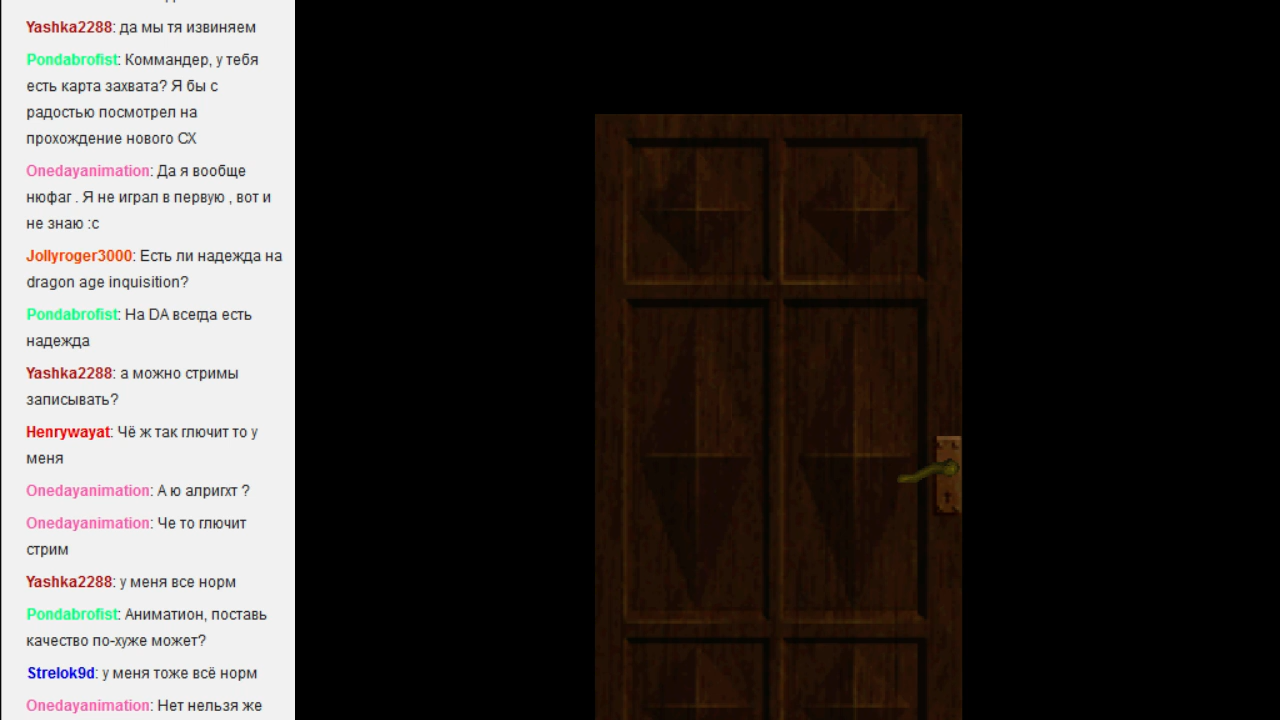 Yashka2288: да мы тя извиняем
Pondabrofist: Коммандер, у тебя
есть карта захвата? Я бы с
радостью посмотрел на
прохождение нового СХ
Onedayanimation: Да я вообще
нюфаг . Я не играл в первую , вот и
не знаю :с
Jollyroger3000: Есть ли надежда на
dragon age inquisition?
Pondabrofist: На DA всегда есть
надежда
Yashka2288: а можно стримы
записывать?
Henrywayat: Чё ж так глючит то у
меня
Onedayanimation: А ю алригхт ?
Onedayanimation: Че то глючит
стрим
Yashka2288: у меня все норм
Pondabrofist: Аниматион, поставь
качество по-хуже может?
Strelok9d: у меня тоже всё норм
Onedayanimation: Нет нельзя же